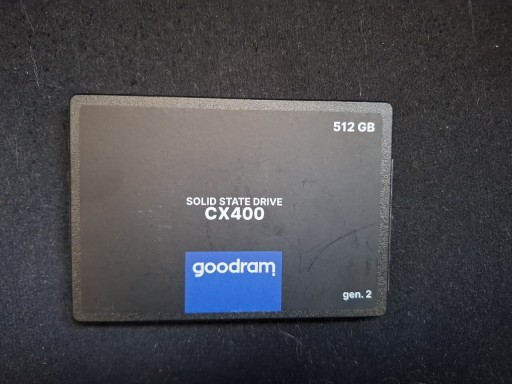 512 GB
SOLID STATE DRIVE
CX400
goodram
gen. 2